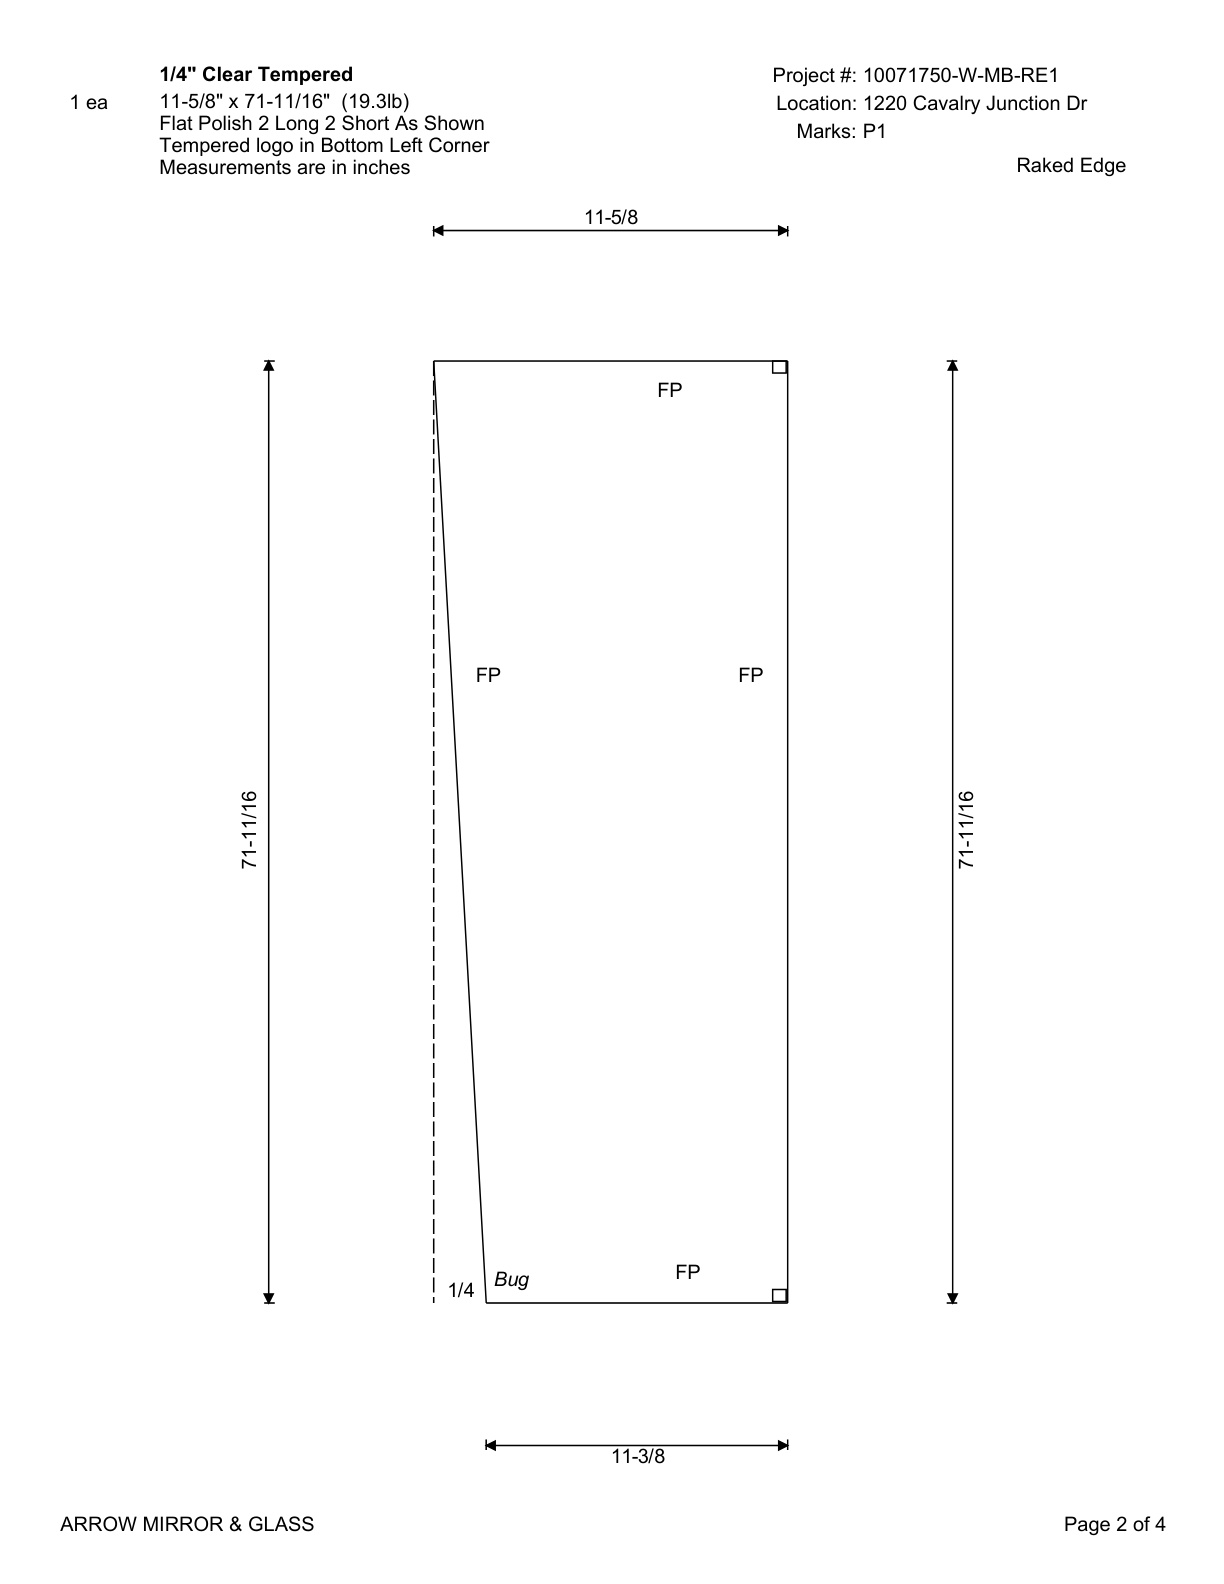 1/4" Clear Tempered
1 ea
11-5/8" x 71-11/16"  (19.3lb)
Flat Polish 2 Long 2 Short As Shown
Tempered logo in Bottom Left Corner
Measurements are in inches
Project #: 10071750-W-MB-RE1
Location: 1220 Cavalry Junction Dr
Marks: P1
Raked Edge
11-5/8
FP
FP
FP
71-11/16
71-11/16
FP
Bug
1/4
11-3/8
ARROW MIRROR & GLASS
Page 2 of 4